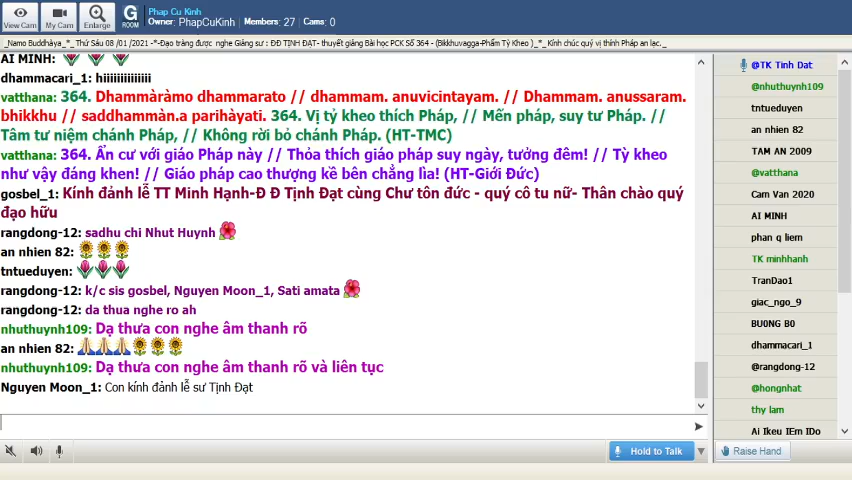 View Cam
My Cam
Enlarge
G
ROOM
Phap Cu Kinh
Owner: PhapCuKinh Members: 27 Cams: 0
_Namo Buddhàya_*_ Thứ Sáu 08 /01 /2021 -*-Đạo tràng được nghe Giảng sư : ĐĐ TỊNH ĐẠT- thuyết giảng Bài học PCK Số 364 - (Bikkhuvagga-Phẩm Tỳ Kheo )_*_ Kính chúc quý vị thính Pháp an lạc._
AI MINH:
dhammacari_1: hiiiiiiiiiiiiiii
vatthana: 364. Dhammàràmo dhammarato // dhammam. anuvicintayam. // Dhammam. anussaram.
bhikkhu // saddhammàn.a parihàyati. 364. Vị tỷ kheo thích Pháp, // Mến pháp, suy tư Pháp. //
Tâm tư niệm chánh Pháp, // Không rời bỏ chánh Pháp. (HT-TMC)
vatthana: 364. Ẩn cư với giáo Pháp này // Thỏa thích giáo pháp suy ngày, tưởng đêm! // Tỳ kheo
như vậy đáng khen! // Giáo pháp cao thượng kề bên chẳng lìa! (HT-Giới Đức)
gosbel_1: Kính đảnh lễ TT Minh Hạnh-Đ Đ Tịnh Đạt cùng Chư tôn đức - quý cô tu nữ- Thân chào quý
đạo hữu
rangdong-12: sadhu chi Nhut Huynh
an nhien 82:
tntueduyen:
rangdong-12: k/c sis gosbel, Nguyen Moon_1, Sati amata
rangdong-12: da thua nghe ro ah
nhuthuynh109: Dạ thưa con nghe âm thanh rõ
an nhien 82:
nhuthuynh109: Dạ thưa con nghe âm thanh rõ và liên tục
Nguyen Moon_1: Con kính đảnh lễ sư Tịnh Đạt
Hold to Talk
@TK Tinh Dat
@nhuthuynh109
tntueduyen
an nhien 82
TAM AN 2009
@vatthana
Cam Van 2020
AI MINH
phan q liem
TK minhhanh
TranDao1
giac_ngo_9
BU0NG B0
dhammacari_1
@rangdong-12
@hongnhat
thy lam
Ai Ikeu IEm IDo
Raise Hand